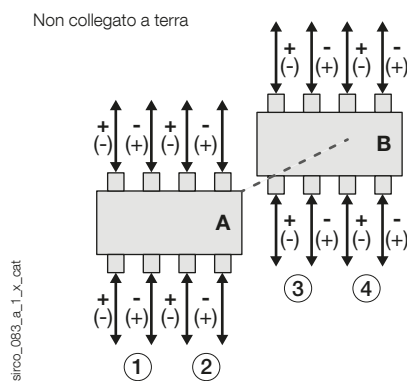 Non collegato a terra
+ - + -
(-) (+) (-) (+)
B
+ - + -
(-) (+) (-) (+)
3 4
+ - + -
(-) (+) (-) (+)
A
+ - + -
(-) (+) (-) (+)
1 2
sirco_083_a_1_x_cat